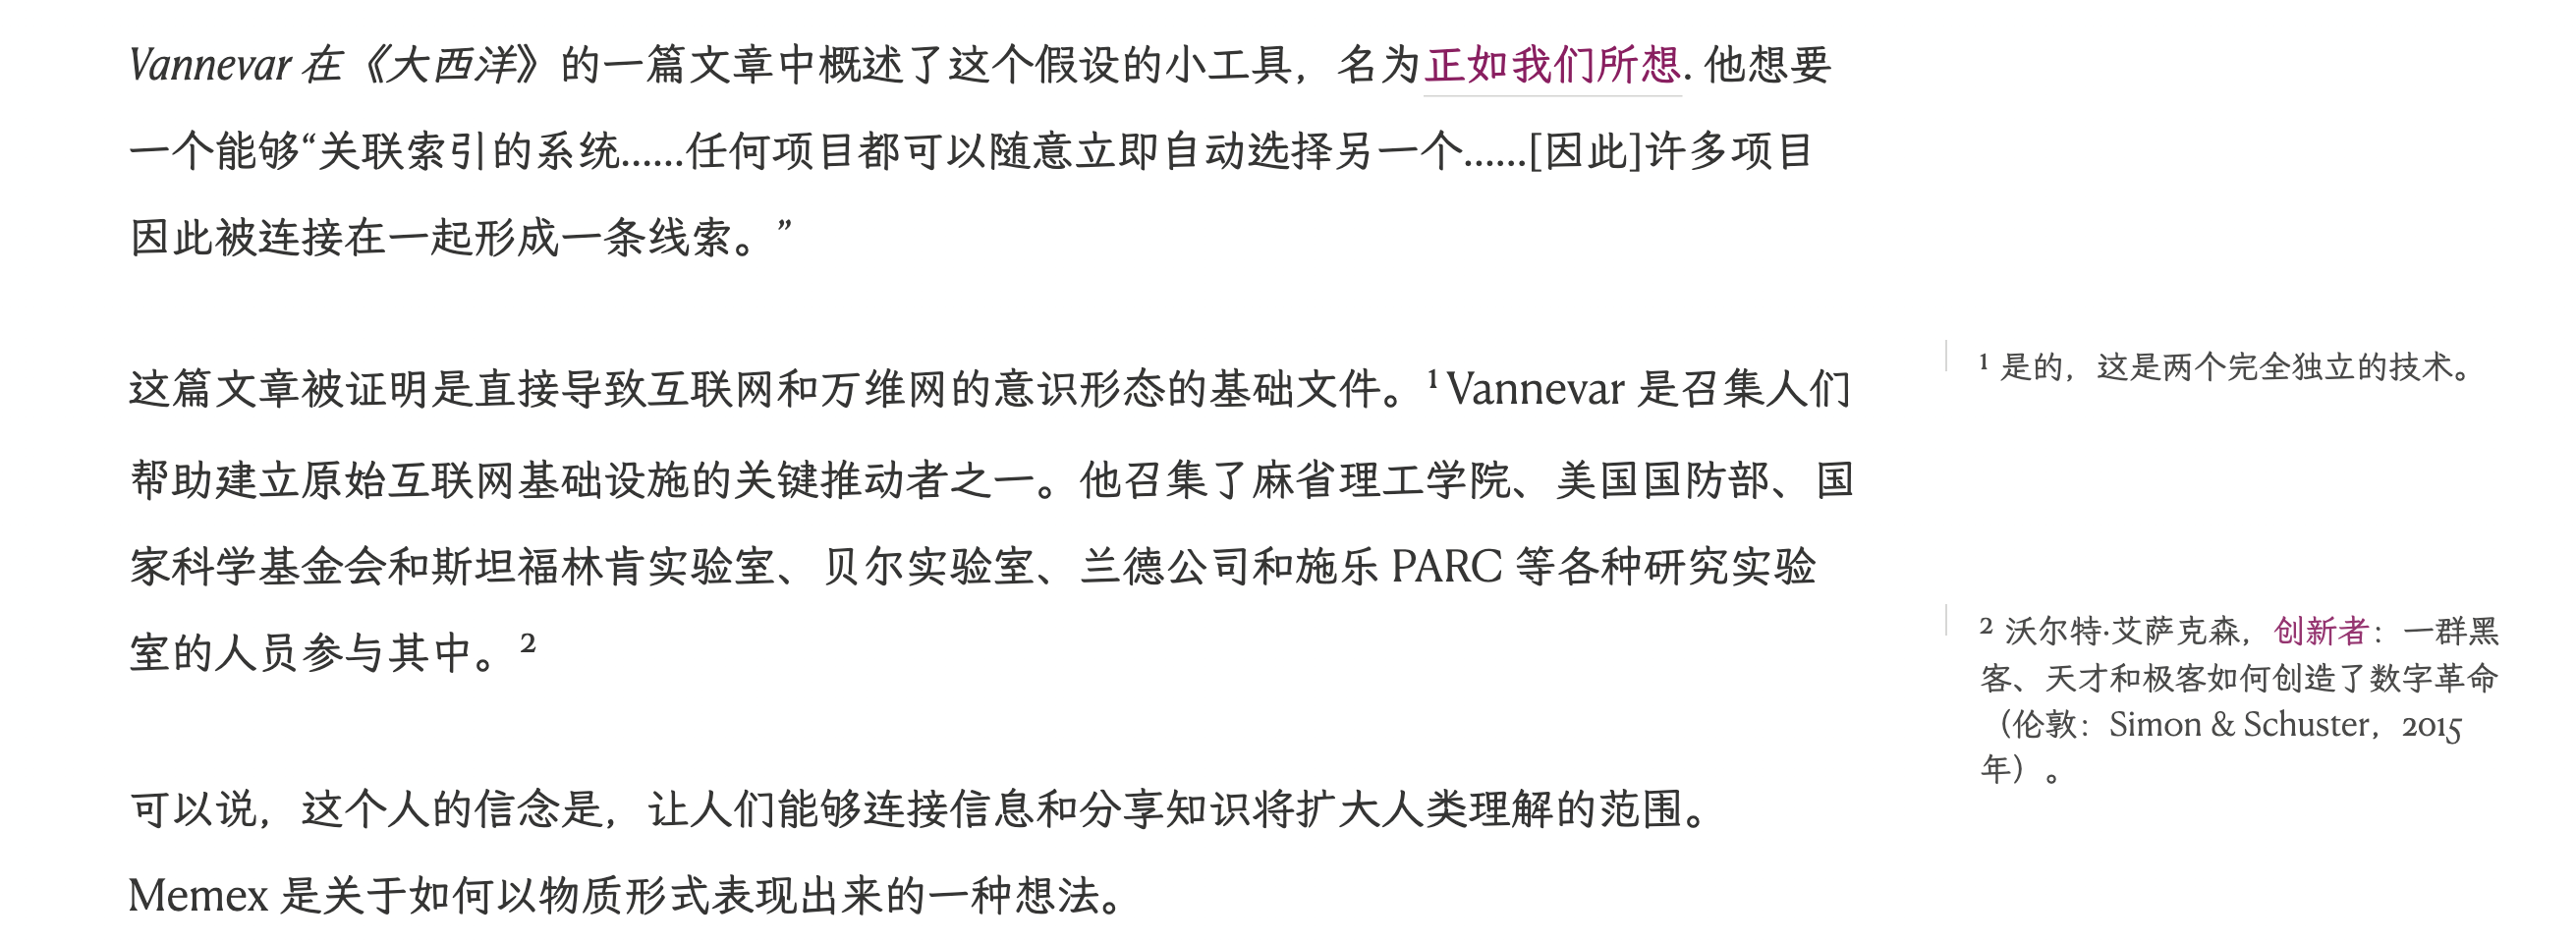 Vannevar 在《大西洋》的一篇文章中概述了这个假设的小工具，名为正如我们所想. 他想要
一个能够“关联索引的系统......任何项目都可以随意立即自动选择另一个......[因此]许多项目
因此被连接在一起形成一条线索。”
这篇文章被证明是直接导致互联网和万维网的意识形态的基础文件。¹ Vannevar 是召集人们
帮助建立原始互联网基础设施的关键推动者之一。他召集了麻省理工学院、美国国防部、国
家科学基金会和斯坦福林肯实验室、贝尔实验室、兰德公司和施乐 PARC 等各种研究实验
室的人员参与其中。²
可以说，这个人的信念是，让人们能够连接信息和分享知识将扩大人类理解的范围。
Memex 是关于如何以物质形式表现出来的一种想法。
¹ 是的，这是两个完全独立的技术。
² 沃尔特·艾萨克森，创新者：一群黑
客、天才和极客如何创造了数字革命
（伦敦：Simon & Schuster，2015
年）。